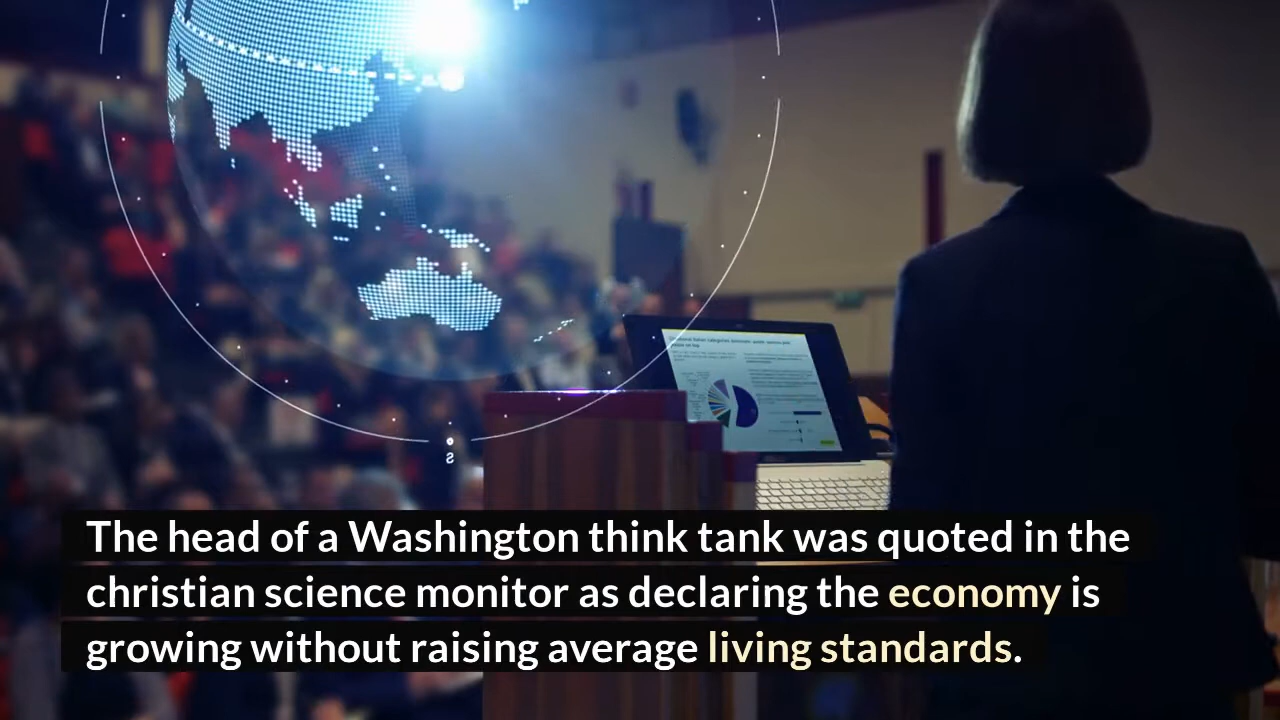 The head of a Washington think tank was quoted in the
christian science monitor as declaring the economy is
growing without raising average living standards.